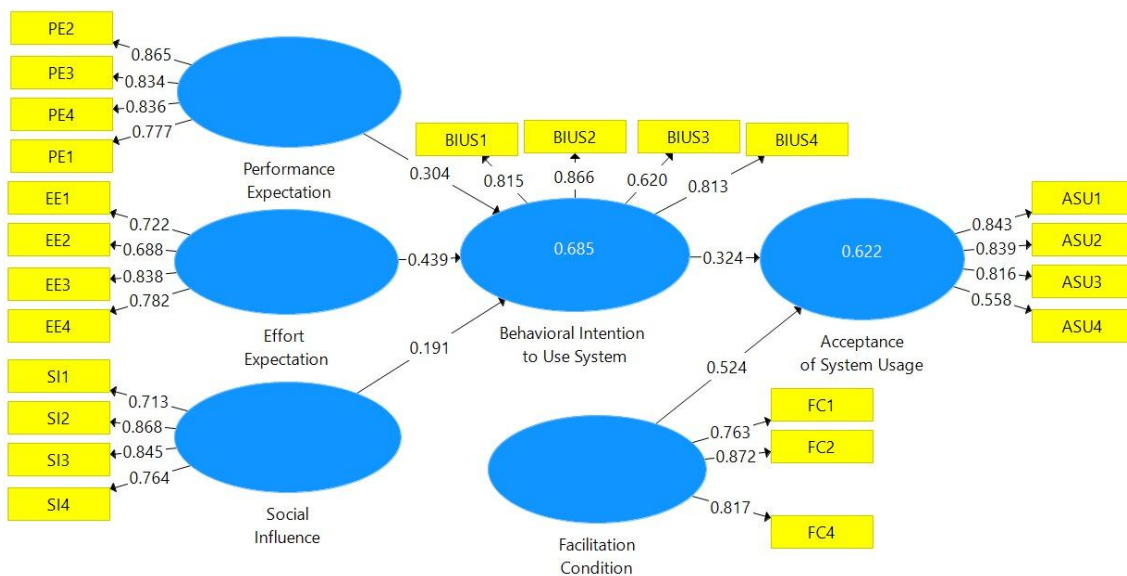 PE2
PE3
PE4
PE1
0.865
0.834
0.836
0.777
Performance
Expectation
0.304
EE1
EE2
EE3
EE4
0.722
0.688
0.838
0.782
Effort
Expectation
0.439
SI1
SI2
SI3
SI4
0.713
0.868
0.845
0.764
Social
Influence
0.191
BIUS1
BIUS2
BIUS3
BIUS4
0.815
0.866
0.620
0.813
0.685
Behavioral Intention
to Use System
0.324
0.622
Acceptance
of System Usage
0.843
0.839
0.816
0.558
ASU1
ASU2
ASU3
ASU4
0.524
Facilitation
Condition
0.763
0.872
0.817
FC1
FC2
FC4